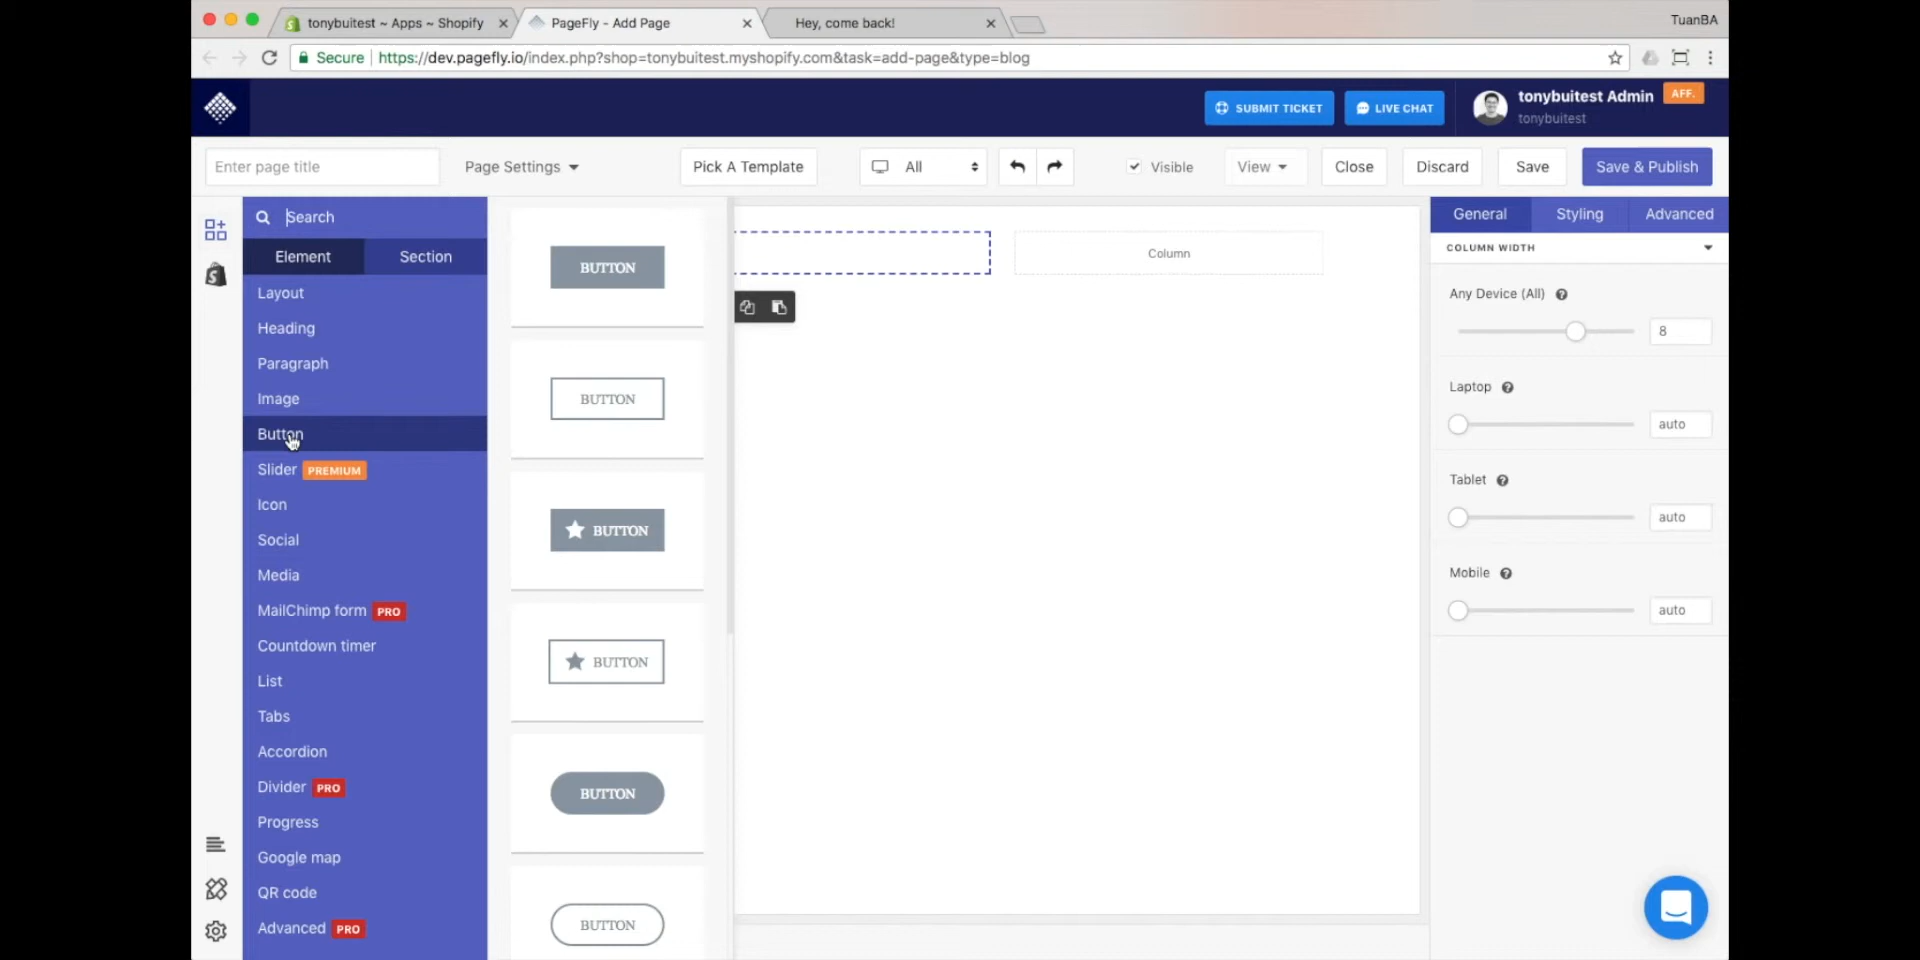 tonybuitest ~ Apps ~ Shopify
PageFly - Add Page
Hey, come back!
TuanBA
Secure
https://dev.pagefly.io/index.php?shop=tonybuitest.myshopify.com&task=add-page&type=blog
SUBMIT TICKET
LIVE CHAT
tonybuitest Admin
AFF.
tonybuitest
Enter page title
Page Settings
Pick A Template
All
Visible
View
Close
Discard
Save
Save & Publish
Search
Element
Section
Layout
Heading
Paragraph
Image
Button
Slider PREMIUM
Icon
Social
Media
MailChimp form PRO
Countdown timer
List
Tabs
Accordion
Divider PRO
Progress
Google map
QR code
Advanced PRO
BUTTON
BUTTON
BUTTON
BUTTON
BUTTON
BUTTON
Column
General
Styling
Advanced
COLUMN WIDTH
Any Device (All)
8
Laptop
auto
Tablet
auto
Mobile
auto